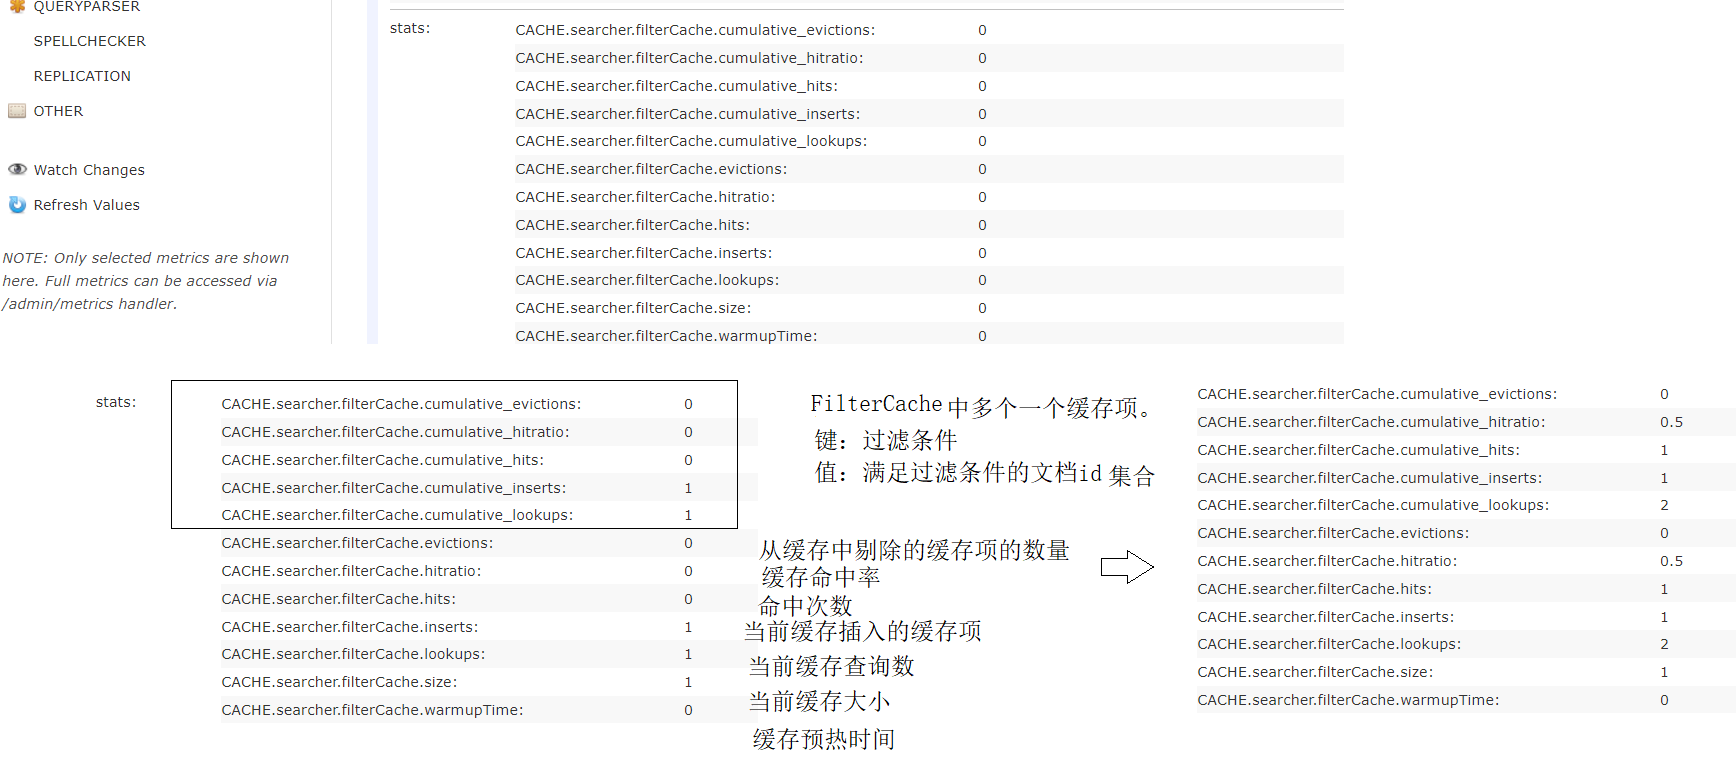 QUERYPARSER
SPELLCHECKER
REPLICATION
OTHER
Watch Changes
Refresh Values
NOTE: Only selected metrics are shown
here. Full metrics can be accessed via
/admin/metrics handler.
stats:
CACHE.searcher.filterCache.cumulative_evictions: 0
CACHE.searcher.filterCache.cumulative_hitratio: 0
CACHE.searcher.filterCache.cumulative_hits: 0
CACHE.searcher.filterCache.cumulative_inserts: 0
CACHE.searcher.filterCache.cumulative_lookups: 0
CACHE.searcher.filterCache.evictions: 0
CACHE.searcher.filterCache.hitratio: 0
CACHE.searcher.filterCache.hits: 0
CACHE.searcher.filterCache.inserts: 0
CACHE.searcher.filterCache.lookups: 0
CACHE.searcher.filterCache.size: 0
CACHE.searcher.filterCache.warmupTime: 0
stats:
CACHE.searcher.filterCache.cumulative_evictions: 0
CACHE.searcher.filterCache.cumulative_hitratio: 0
CACHE.searcher.filterCache.cumulative_hits: 0
CACHE.searcher.filterCache.cumulative_inserts: 1
CACHE.searcher.filterCache.cumulative_lookups: 1
CACHE.searcher.filterCache.evictions: 0
CACHE.searcher.filterCache.hitratio: 0
CACHE.searcher.filterCache.hits: 0
CACHE.searcher.filterCache.inserts: 1
CACHE.searcher.filterCache.lookups: 1
CACHE.searcher.filterCache.size: 1
CACHE.searcher.filterCache.warmupTime: 0
FilterCache中多个一个缓存项。
键：过滤条件
值：满足过滤条件的文档id集合
从缓存中剔除的缓存项的数量
缓存命中率
命中次数
当前缓存插入的缓存项
当前缓存查询数
当前缓存大小
缓存预热时间
CACHE.searcher.filterCache.cumulative_evictions: 0
CACHE.searcher.filterCache.cumulative_hitratio: 0.5
CACHE.searcher.filterCache.cumulative_hits: 1
CACHE.searcher.filterCache.cumulative_inserts: 1
CACHE.searcher.filterCache.cumulative_lookups: 2
CACHE.searcher.filterCache.evictions: 0
CACHE.searcher.filterCache.hitratio: 0.5
CACHE.searcher.filterCache.hits: 1
CACHE.searcher.filterCache.inserts: 1
CACHE.searcher.filterCache.lookups: 2
CACHE.searcher.filterCache.size: 1
CACHE.searcher.filterCache.warmupTime: 0